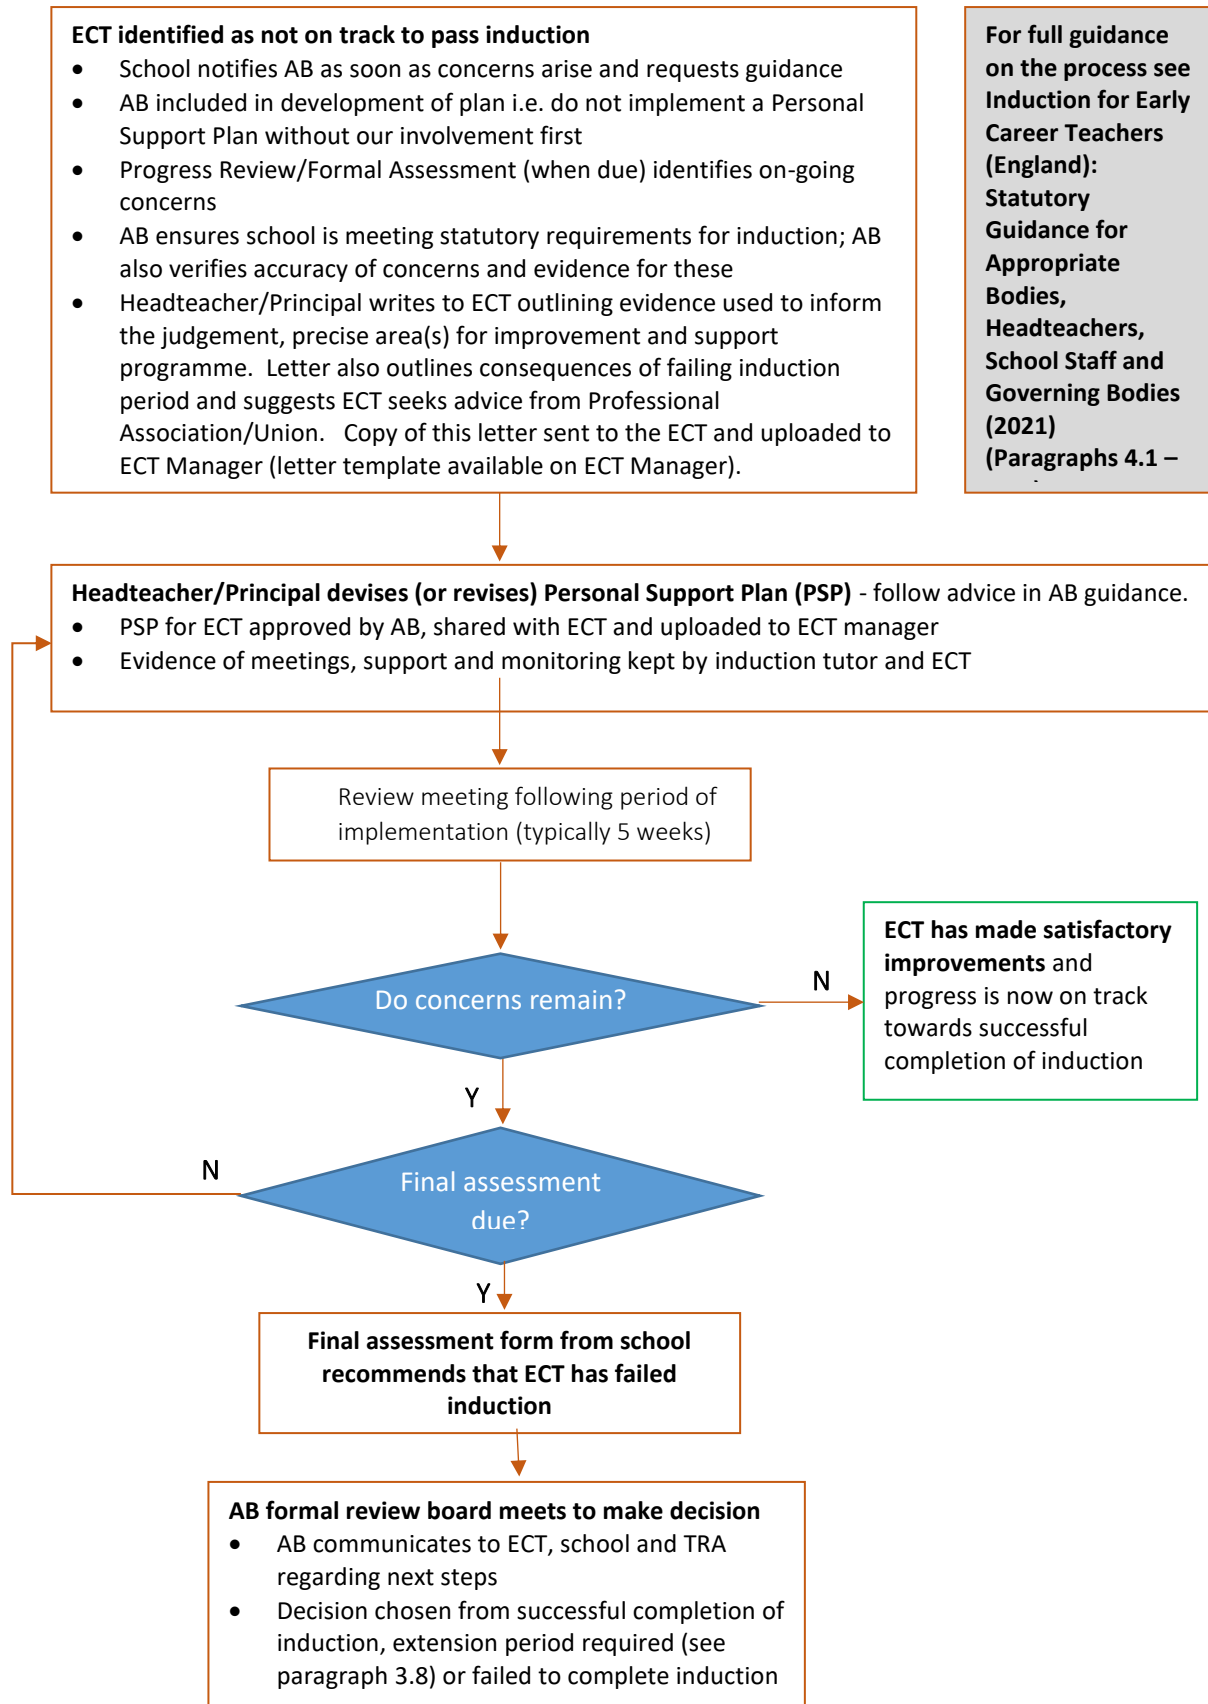 ECT identified as not on track to pass induction
• School notifies AB as soon as concerns arise and requests guidance
• AB included in development of plan i.e. do not implement a Personal
Support Plan without our involvement first
• Progress Review/Formal Assessment (when due) identifies on-going
concerns
• AB ensures school is meeting statutory requirements for induction; AB
also verifies accuracy of concerns and evidence for these
• Headteacher/Principal writes to ECT outlining evidence used to inform
the judgement, precise area(s) for improvement and support
programme. Letter also outlines consequences of failing induction
period and suggests ECT seeks advice from Professional
Association/Union. Copy of this letter sent to the ECT and uploaded to
ECT Manager (letter template available on ECT Manager).
For full guidance
on the process see
Induction for Early
Career Teachers
(England):
Statutory
Guidance for
Appropriate
Bodies,
Headteachers,
School Staff and
Governing Bodies
(2021)
(Paragraphs 4.1 –
Headteacher/Principal devises (or revises) Personal Support Plan (PSP) - follow advice in AB guidance.
• PSP for ECT approved by AB, shared with ECT and uploaded to ECT manager
• Evidence of meetings, support and monitoring kept by induction tutor and ECT
Review meeting following period of
implementation (typically 5 weeks)
Do concerns remain?
N
ECT has made satisfactory
improvements and
progress is now on track
towards successful
completion of induction
Y
N
Final assessment
due?
Y
Final assessment form from school
recommends that ECT has failed
induction
AB formal review board meets to make decision
• AB communicates to ECT, school and TRA
regarding next steps
• Decision chosen from successful completion of
induction, extension period required (see
paragraph 3.8) or failed to complete induction